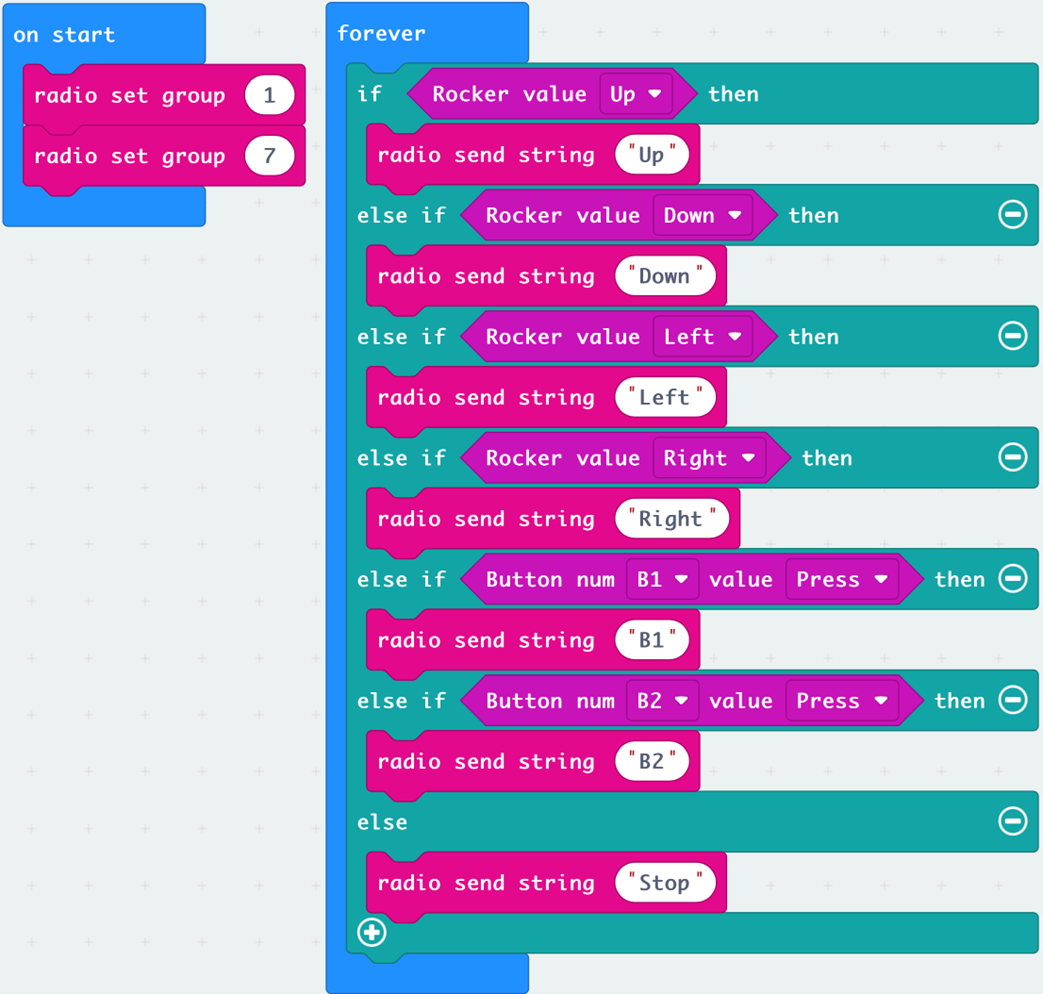 on start
radio set group 1
radio set group 7
forever
if Rocker value Up then
radio send string "Up"
else if Rocker value Down then
radio send string "Down"
else if Rocker value Left then
radio send string "Left"
else if Rocker value Right then
radio send string "Right"
else if Button num B1 value Press then
radio send string "B1"
else if Button num B2 value Press then
radio send string "B2"
else
radio send string "Stop"